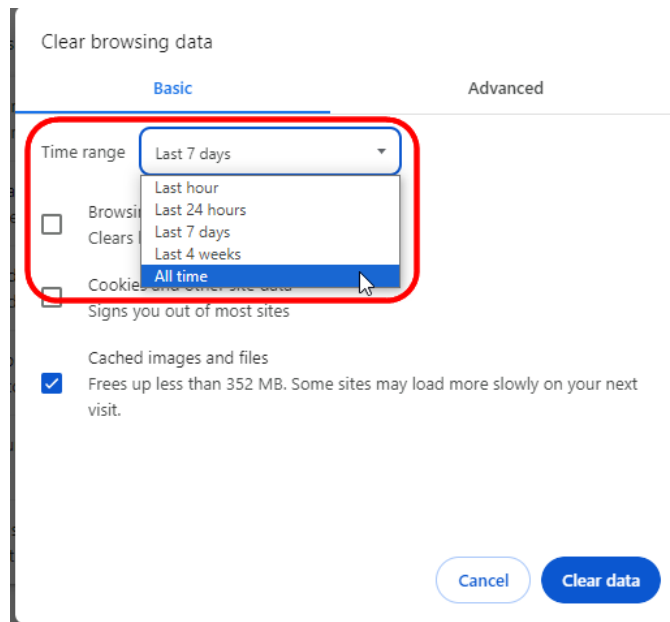 Clear browsing data
Basic
Advanced
Time range
Last 7 days
Last hour
Last 24 hours
Last 7 days
Last 4 weeks
All time
Clears
Cookies and other site data
Signs you out of most sites
Cached images and files
Frees up less than 352 MB. Some sites may load more slowly on your next
visit.
Cancel
Clear data